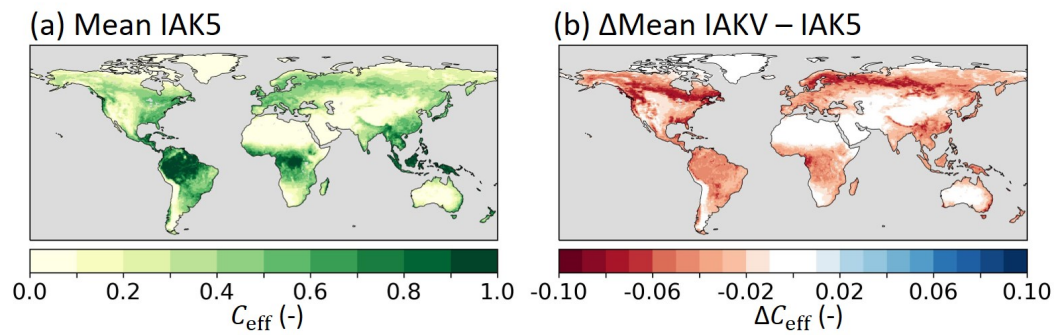 (a) Mean IAK5
(b) ΔMean IAKV – IAK5
0.0 0.2 0.4 0.6 0.8 1.0
-0.10 -0.06 -0.02 0.02 0.06 0.10
C_eff (-)
ΔC_eff (-)